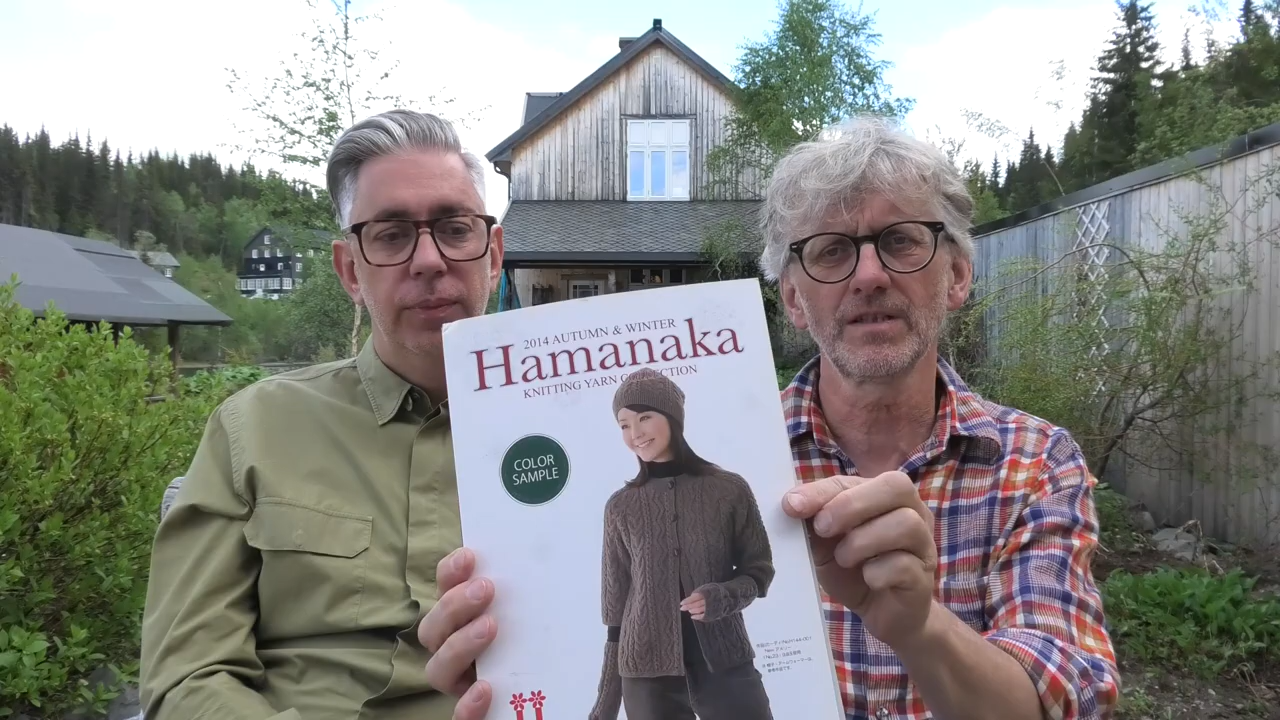 2014 AUTUMN & WINTER
Hamanaka
KNITTING YARN COLLECTION
COLOR
SAMPLE